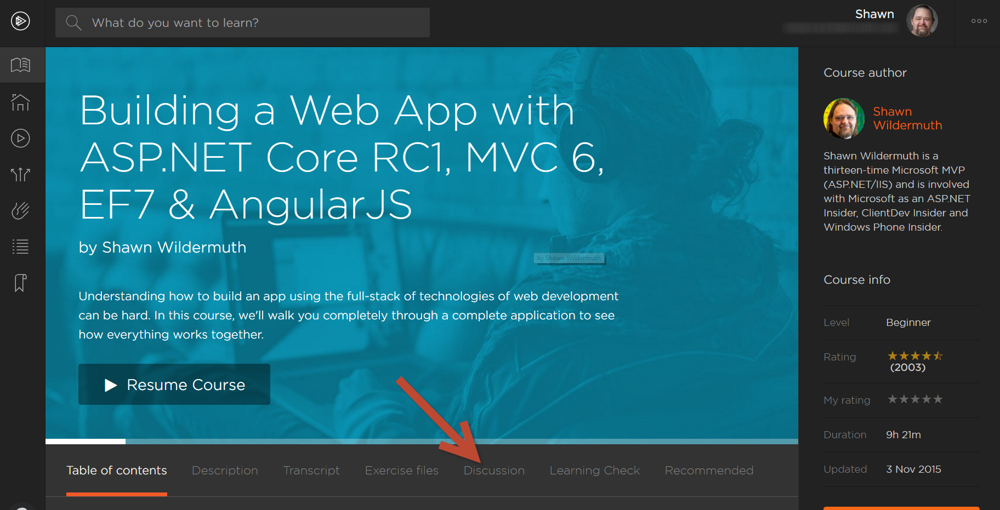 What do you want to learn?
Shawn
Building a Web App with
ASP.NET Core RC1, MVC 6,
EF7 & AngularJS
by Shawn Wildermuth
by Shawn Wildermuth
Understanding how to build an app using the full-stack of technologies of web development
can be hard. In this course, we'll walk you completely through a complete application to see
how everything works together.
Resume Course
Table of contents
Description
Transcript
Exercise files
Discussion
Learning Check
Recommended
Course author
Shawn
Wildermuth
Shawn Wildermuth is a
thirteen-time Microsoft MVP
(ASP.NET/IIS) and is involved
with Microsoft as an ASP.NET
Insider, ClientDev Insider and
Windows Phone Insider.
Course info
Level Beginner
Rating
(2003)
My rating
Duration 9h 21m
Updated 3 Nov 2015